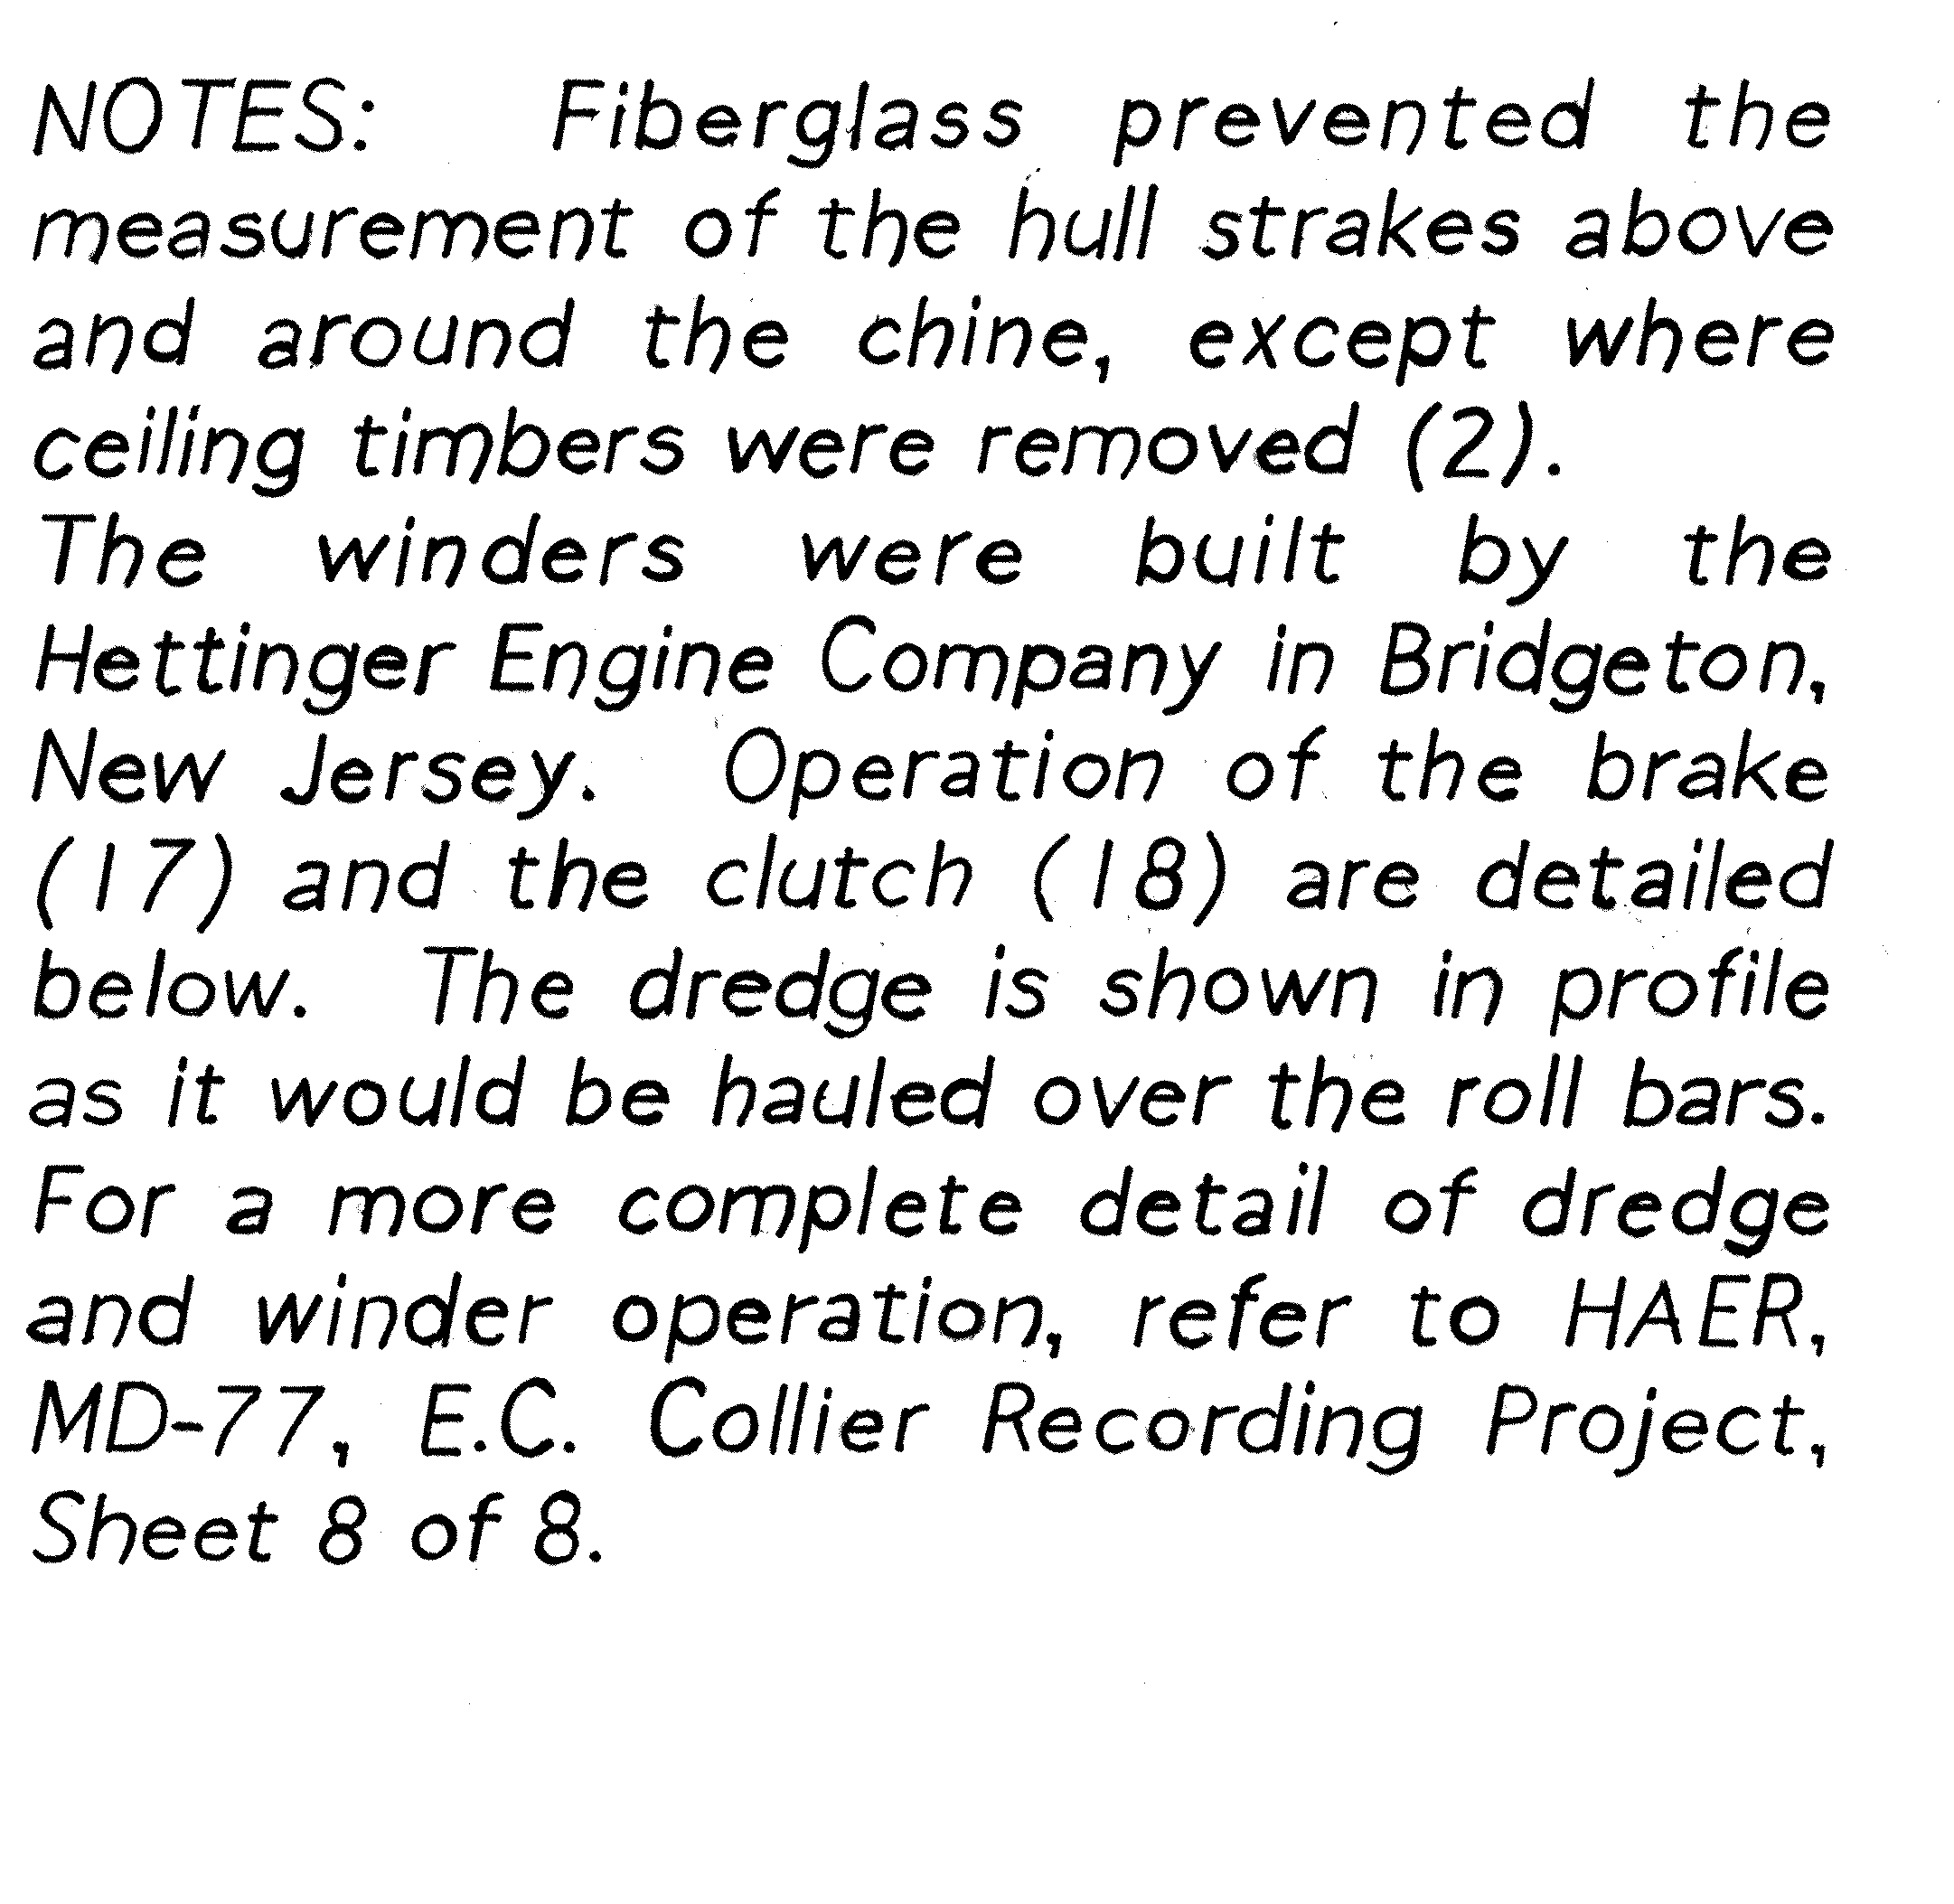 NOTES: Fiberglass prevented the
measurement of the hull strakes above
and around the chine, except where
ceiling timbers were removed (2).
The winders were built by the
Hettinger Engine Company in Bridgeton,
New Jersey. Operation of the brake
(17) and the clutch (18) are detailed
below. The dredge is shown in profile
as it would be hauled over the roll bars.
For a more complete detail of dredge
and winder operation, refer to HAER,
MD-77, E.C. Collier Recording Project,
Sheet 8 of 8.